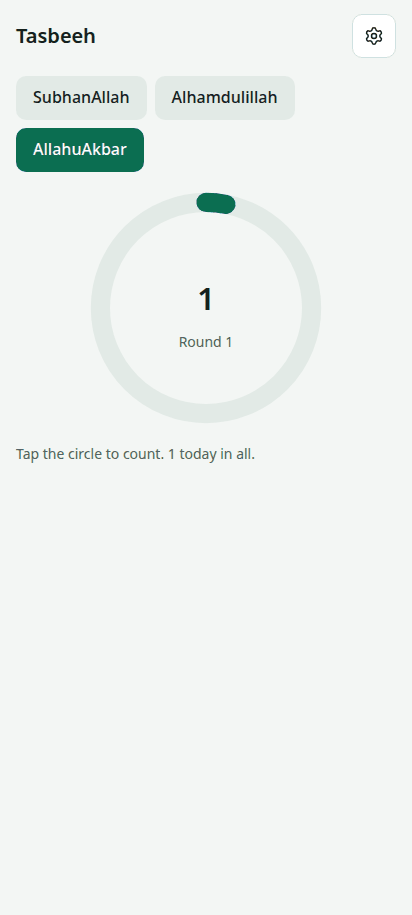 Tasbeeh
SubhanAllah Alhamdulillah
AllahuAkbar
1
Round 1
Tap the circle to count. 1 today in all.